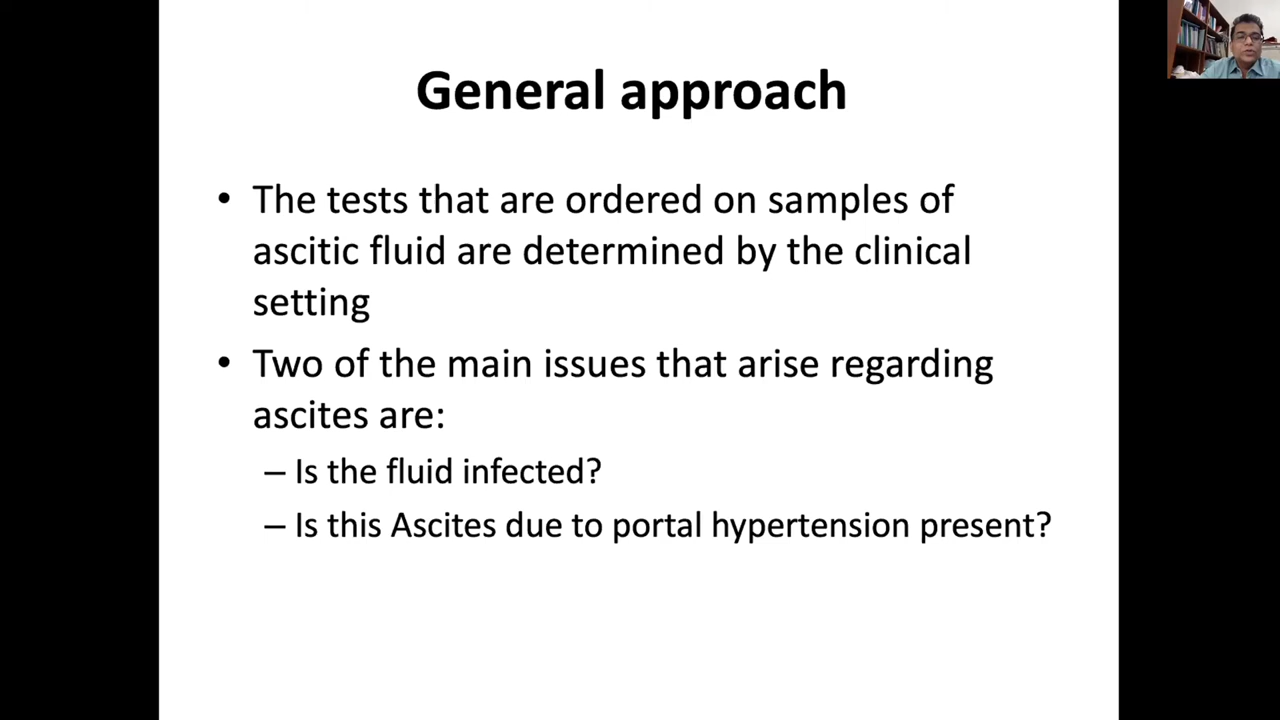 General approach
• The tests that are ordered on samples of
ascitic fluid are determined by the clinical
setting
• Two of the main issues that arise regarding
ascites are:
– Is the fluid infected?
– Is this Ascites due to portal hypertension present?